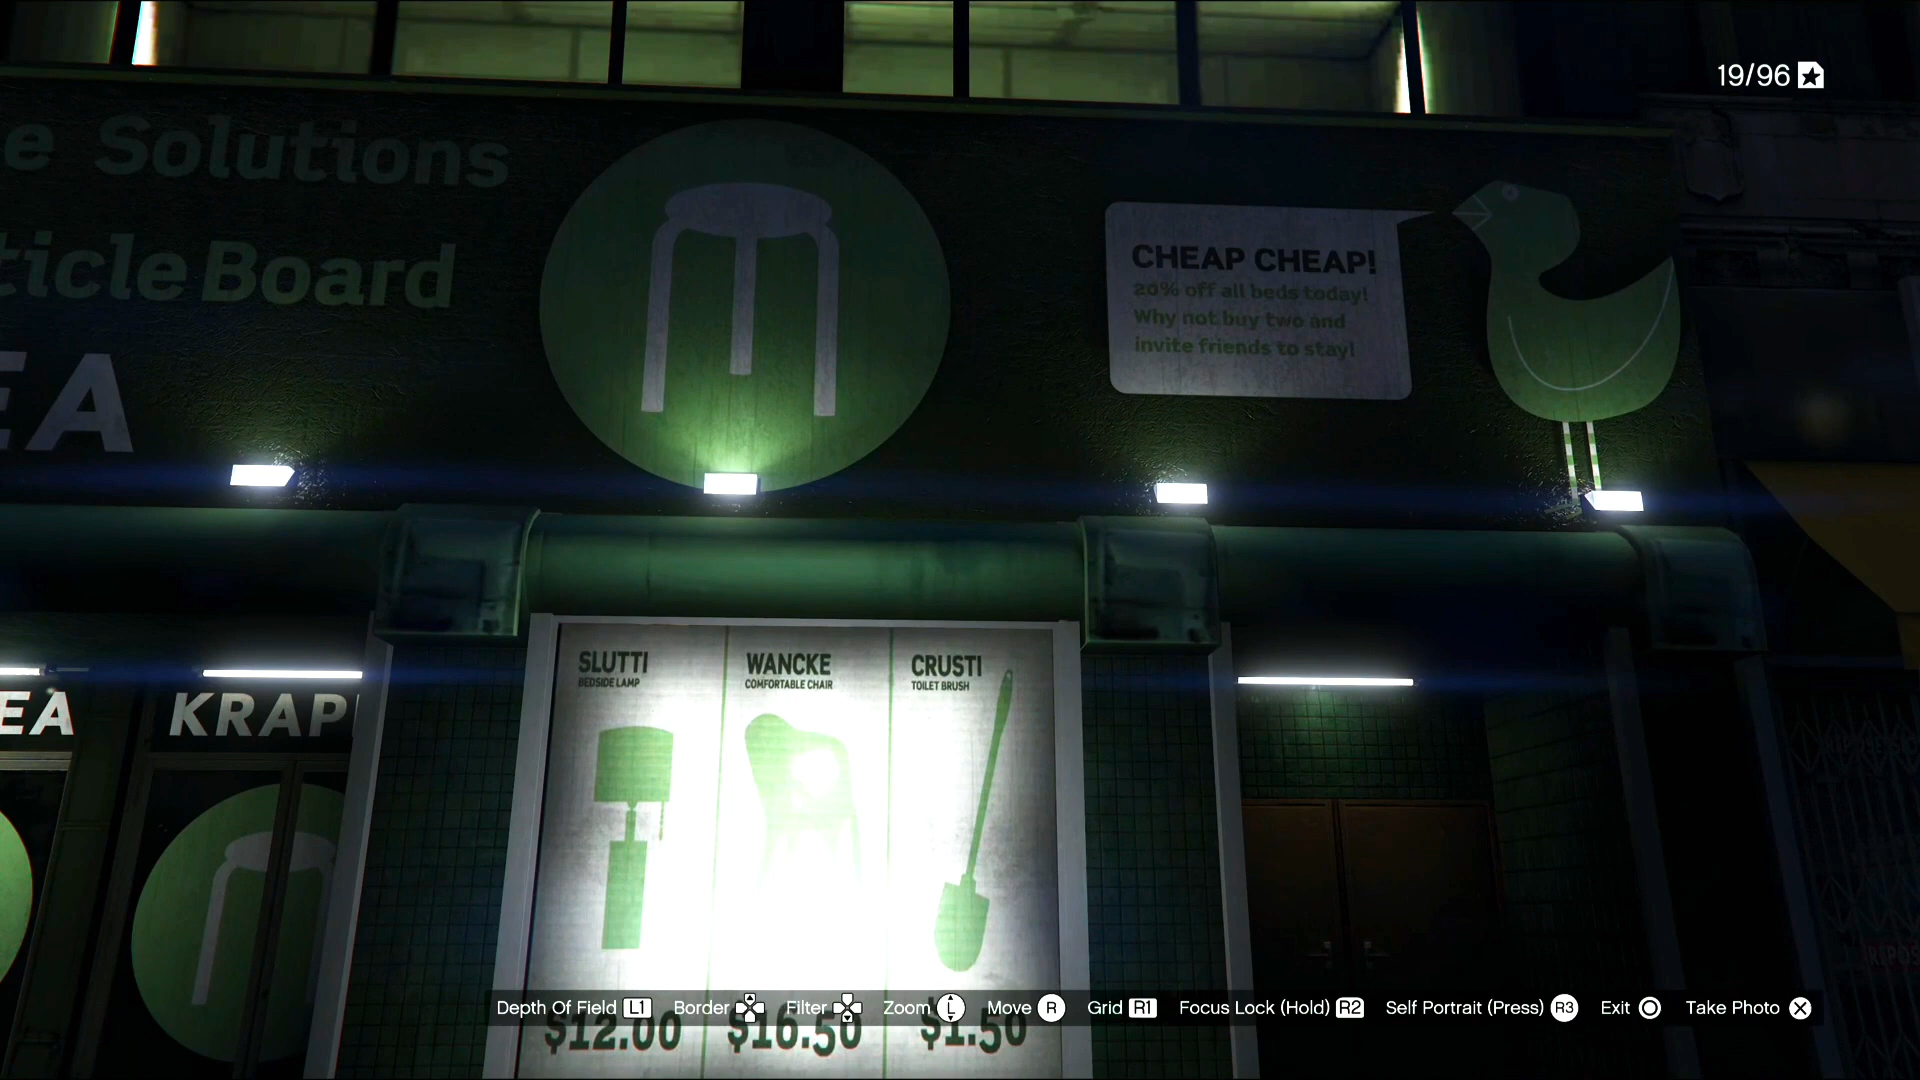 19/96
e Solutions
ticle Board
EA
CHEAP CHEAP!
20% off all beds today!
Why not buy two and
invite friends to stay!
EA
KRAP
SLUTTI
BEDSIDE LAMP
WANCKE
COMFORTABLE CHAIR
CRUSTI
TOILET BRUSH
$12.00
$16.50
$1.50
REPOS
Depth Of Field L1 Border Filter Zoom L Move R Grid R1 Focus Lock (Hold) R2 Self Portrait (Press) R3 Exit Take Photo